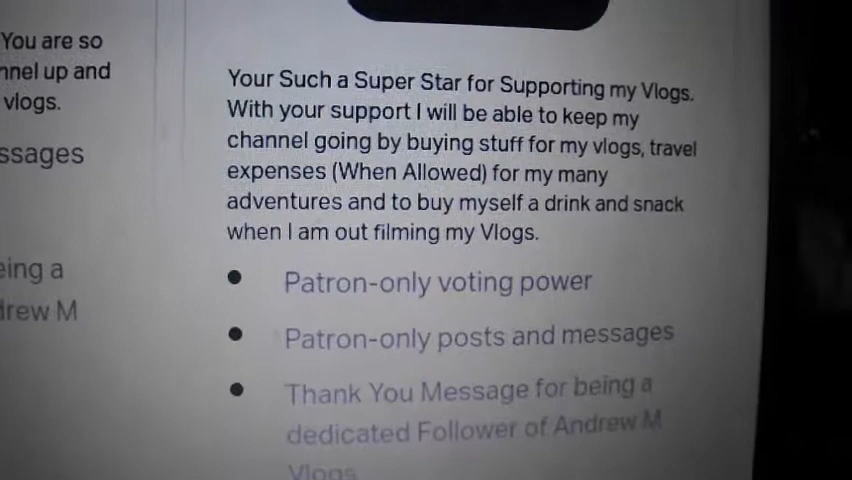 You are so
nnel up and
vlogs.
ssages
eing a
drew M
Your Such a Super Star for Supporting my Vlogs.
With your support I will be able to keep my
channel going by buying stuff for my vlogs, travel
expenses (When Allowed) for my many
adventures and to buy myself a drink and snack
when I am out filming my Vlogs.
Patron-only voting power
Patron-only posts and messages
Thank You Message for being a
dedicated Follower of Andrew M
Vlogs